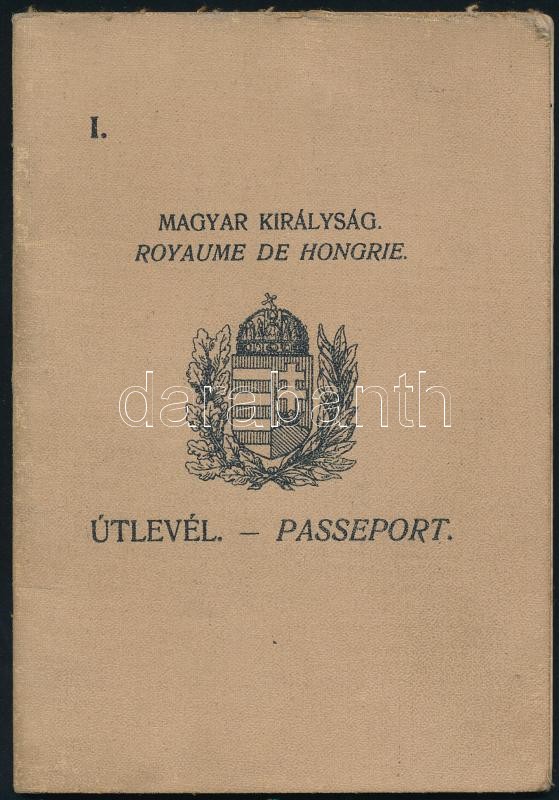 I.
MAGYAR KIRÁLYSÁG.
ROYAUME DE HONGRIE.
darabanth
ÚTLEVÉL. — PASSEPORT.